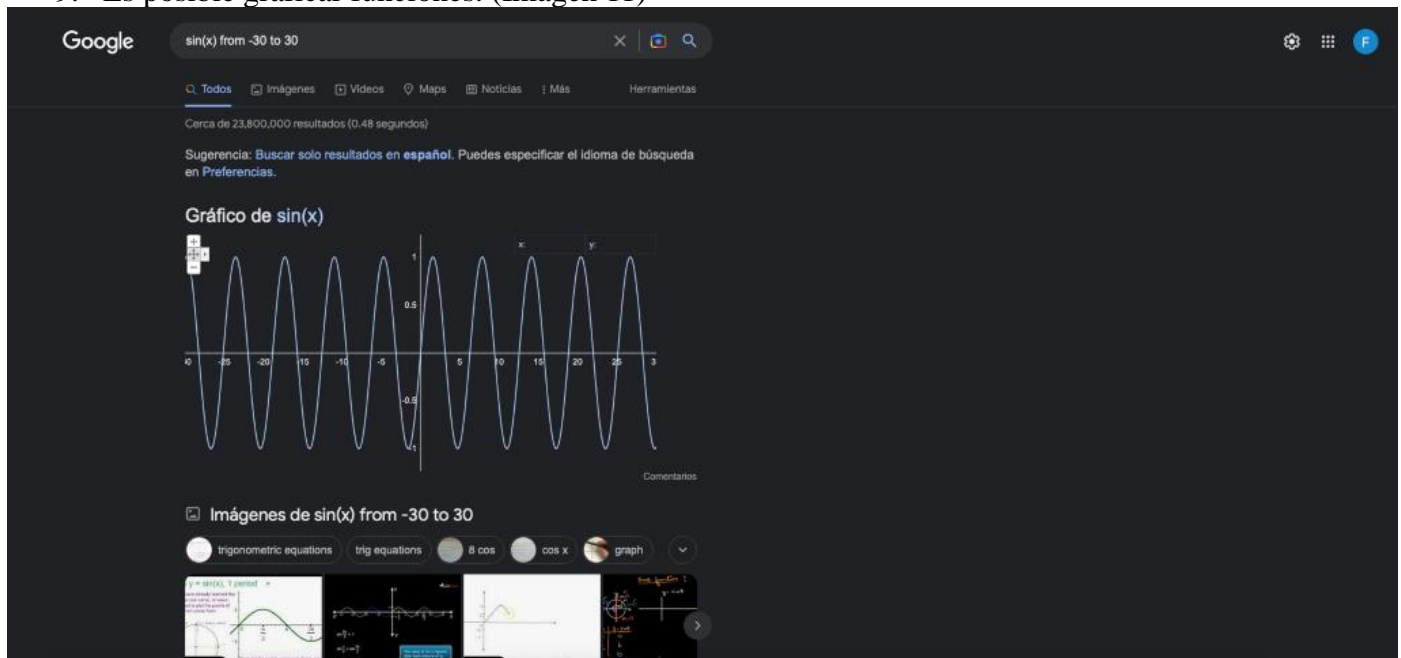 9. Es posible graficar funciones. (Imagen 11)
Google
sin(x) from -30 to 30
F
Todos Imágenes Videos Maps Noticias Más Herramientas
Cerca de 23,800,000 resultados (0.48 segundos)
Sugerencia: Buscar solo resultados en español. Puedes especificar el idioma de búsqueda
en Preferencias.
Gráfico de sin(x)
x: y:
1
0.5
-25 -20 -15 -10 -5 5 10 15 20 25 3
-0.5
-1
Comentarios
Imágenes de sin(x) from -30 to 30
trigonometric equations trig equations 8 cos cos x graph
y = sin(x), 1 period